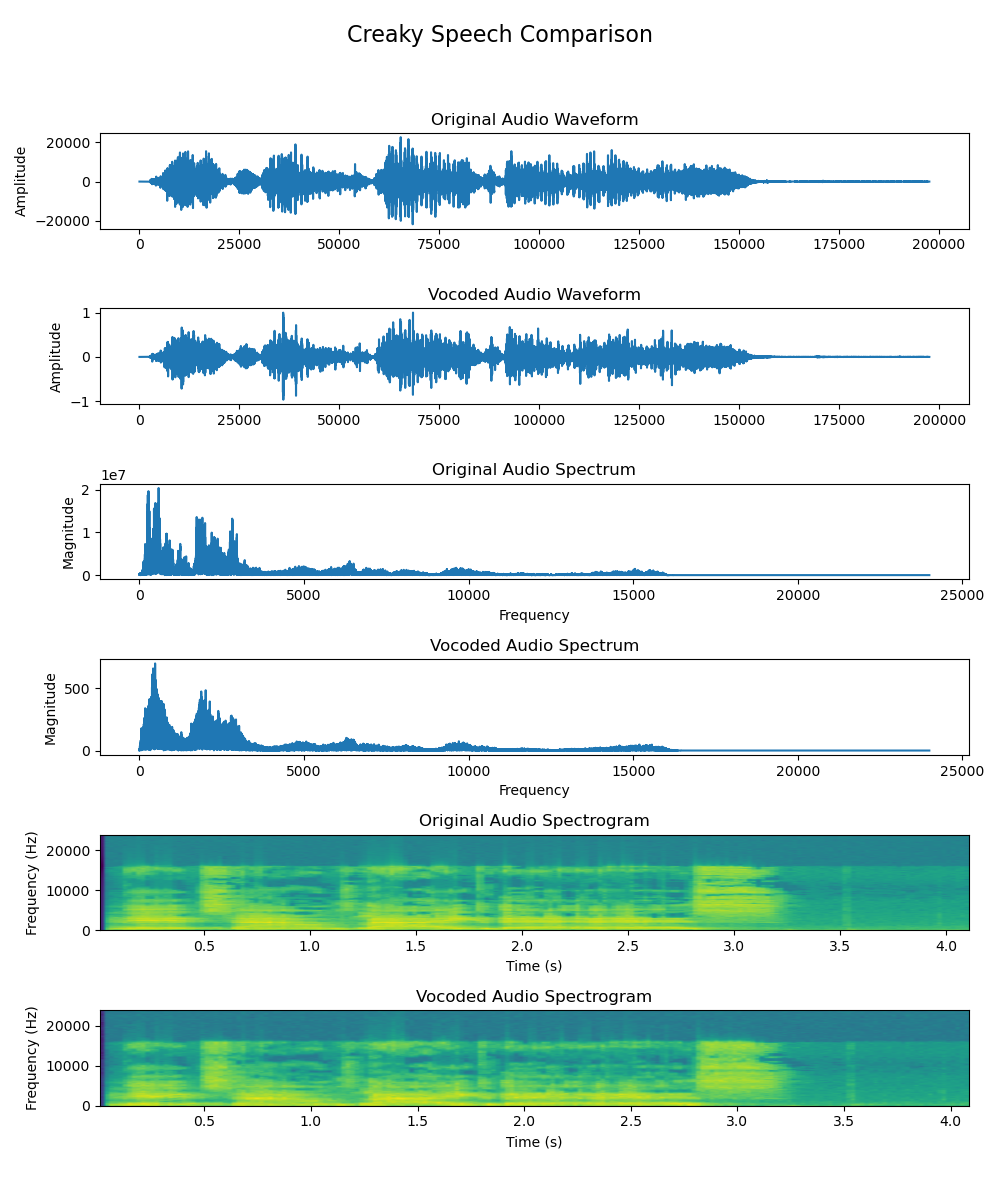 Creaky Speech Comparison
Original Audio Waveform
20000
0
−20000
Amplitude
0 25000 50000 75000 100000 125000 150000 175000 200000
Vocoded Audio Waveform
1
0
−1
Amplitude
0 25000 50000 75000 100000 125000 150000 175000 200000
Original Audio Spectrum
1e7
2
1
0
Magnitude
0 5000 10000 15000 20000 25000
Frequency
Vocoded Audio Spectrum
500
0
Magnitude
0 5000 10000 15000 20000 25000
Frequency
Original Audio Spectrogram
20000
10000
0
Frequency (Hz)
0.5 1.0 1.5 2.0 2.5 3.0 3.5 4.0
Time (s)
Vocoded Audio Spectrogram
20000
10000
0
Frequency (Hz)
0.5 1.0 1.5 2.0 2.5 3.0 3.5 4.0
Time (s)